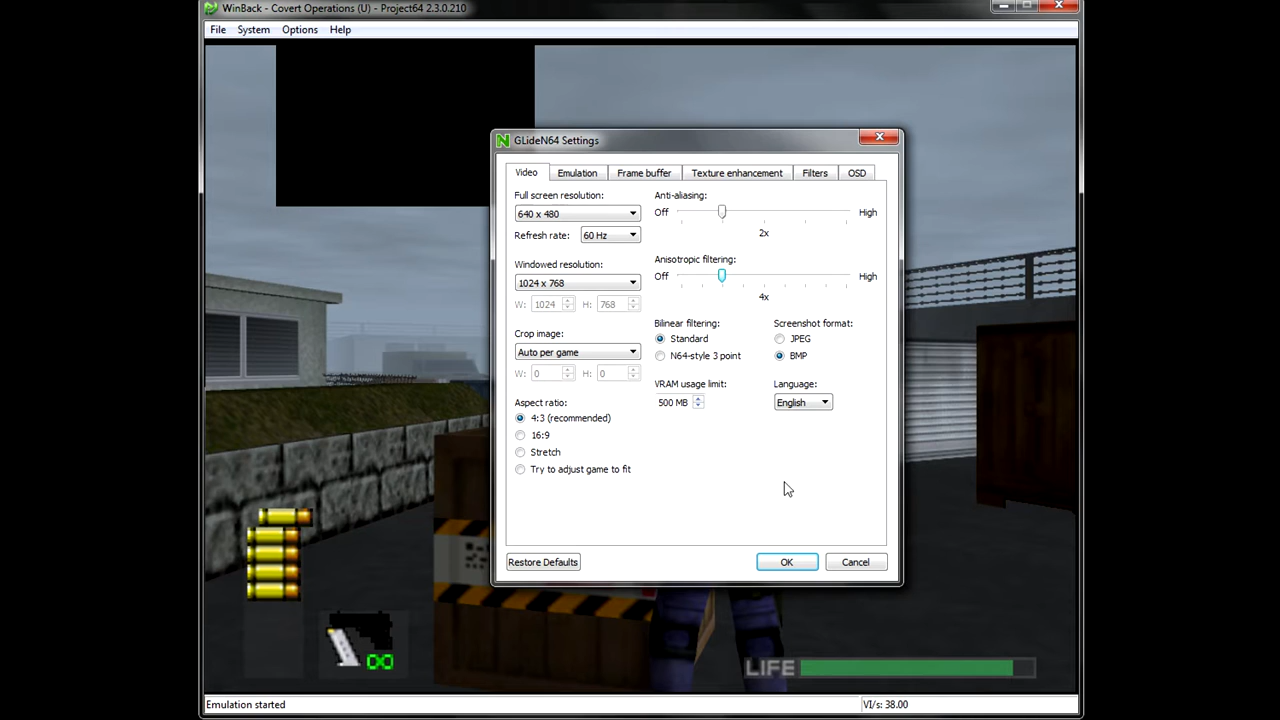 WinBack - Covert Operations (U) - Project64 2.3.0.210
File System Options Help
GLideN64 Settings
Video Emulation Frame buffer Texture enhancement Filters OSD
Full screen resolution:
640 x 480
Refresh rate: 60 Hz
Windowed resolution:
1024 x 768
W: 1024 H: 768
Crop image:
Auto per game
W: 0 H: 0
Aspect ratio:
4:3 (recommended)
16:9
Stretch
Try to adjust game to fit
Anti-aliasing:
Off High
2x
Anisotropic filtering:
Off High
4x
Bilinear filtering:
Standard
N64-style 3 point
Screenshot format:
JPEG
BMP
VRAM usage limit:
500 MB
Language:
English
Restore Defaults OK Cancel
LIFE
Emulation started VI/s: 38.00